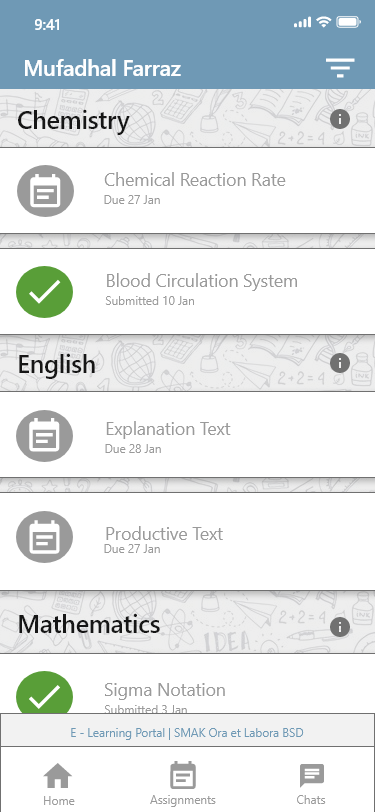 9:41
Mufadhal Farraz
Chemistry
Chemical Reaction Rate
Due 27 Jan
Blood Circulation System
Submitted 10 Jan
English
Explanation Text
Due 28 Jan
Productive Text
Due 27 Jan
Mathematics
IDEA
Sigma Notation
Submitted 3 Jan
E - Learning Portal | SMAK Ora et Labora BSD
Home
Assignments
Chats